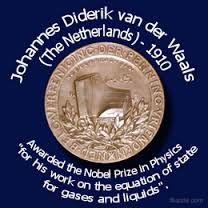 Johannes Diderik van der Waals
(The Netherlands) - 1910
Awarded the Nobel Prize in Physics
"for his work on the equation of state
for gases and liquids".